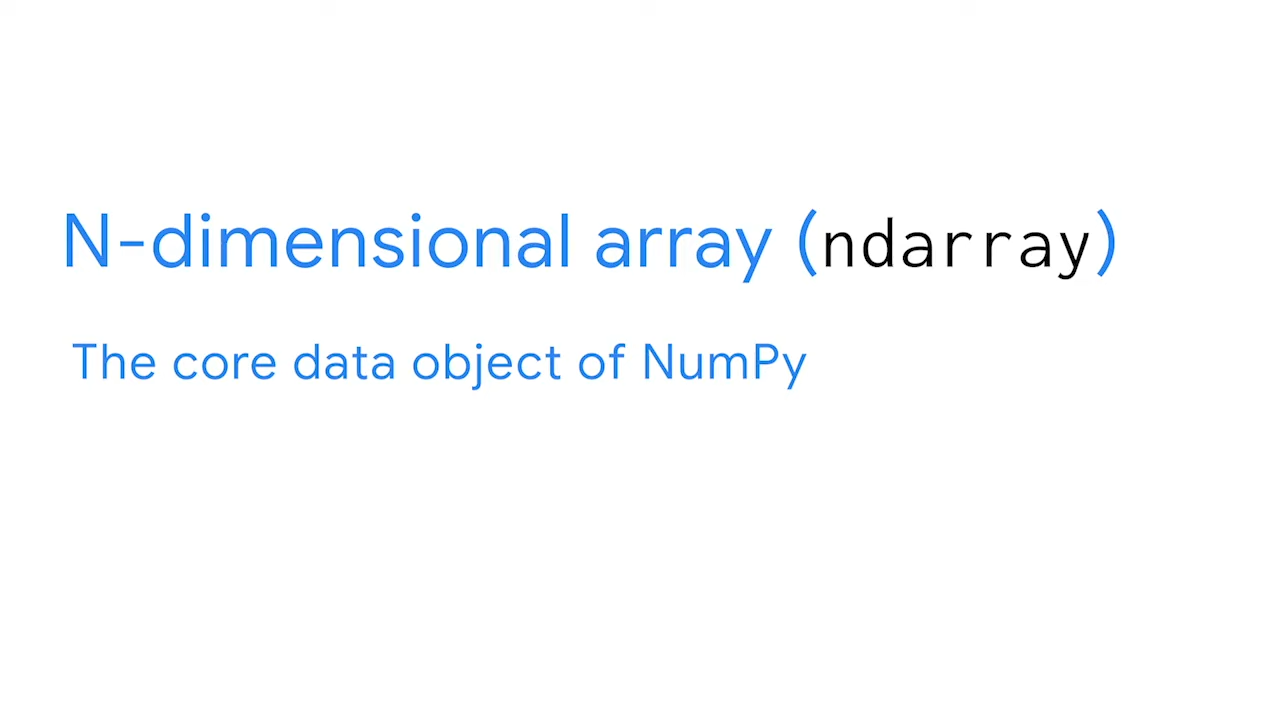 N-dimensional array (ndarray)
The core data object of NumPy